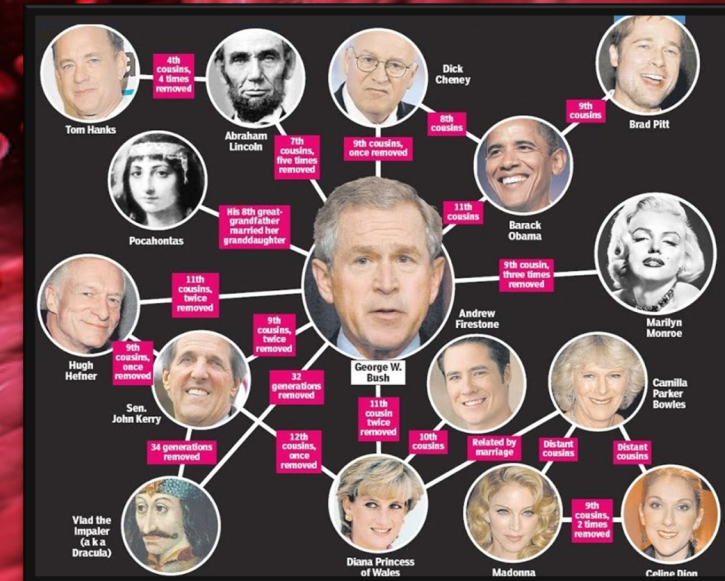 4th
cousins,
4 times
removed
Tom Hanks
Abraham
Lincoln
Dick
Cheney
8th
cousins
9th
cousins
Brad Pitt
7th
cousins,
five times
removed
9th cousins,
once removed
Pocahontas
His 8th great-
grandfather
married her
granddaughter
11th
cousins
Barack
Obama
9th cousin,
three times
removed
Marilyn
Monroe
11th
cousins,
twice
removed
Hugh
Hefner
9th
cousins,
once
removed
9th
cousins,
twice
removed
Sen.
John Kerry
George W.
Bush
Andrew
Firestone
Camilla
Parker
Bowles
32
generations
removed
11th
cousin
twice
removed
34 generations
removed
12th
cousins,
once
removed
10th
cousins
Related by
marriage
Distant
cousins
Distant
cousins
Vlad the
Impaler
(a k a
Dracula)
Diana Princess
of Wales
9th
cousins,
2 times
removed
Madonna
Celine Dion